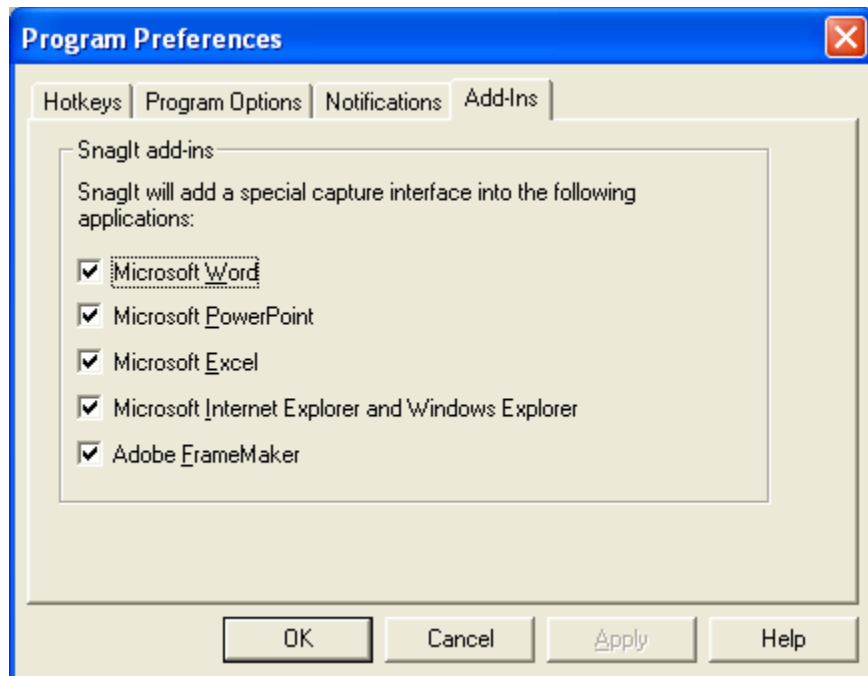 Program Preferences
Hotkeys Program Options Notifications Add-Ins
SnagIt add-ins
SnagIt will add a special capture interface into the following
applications:
Microsoft Word
Microsoft PowerPoint
Microsoft Excel
Microsoft Internet Explorer and Windows Explorer
Adobe FrameMaker
OK Cancel Apply Help